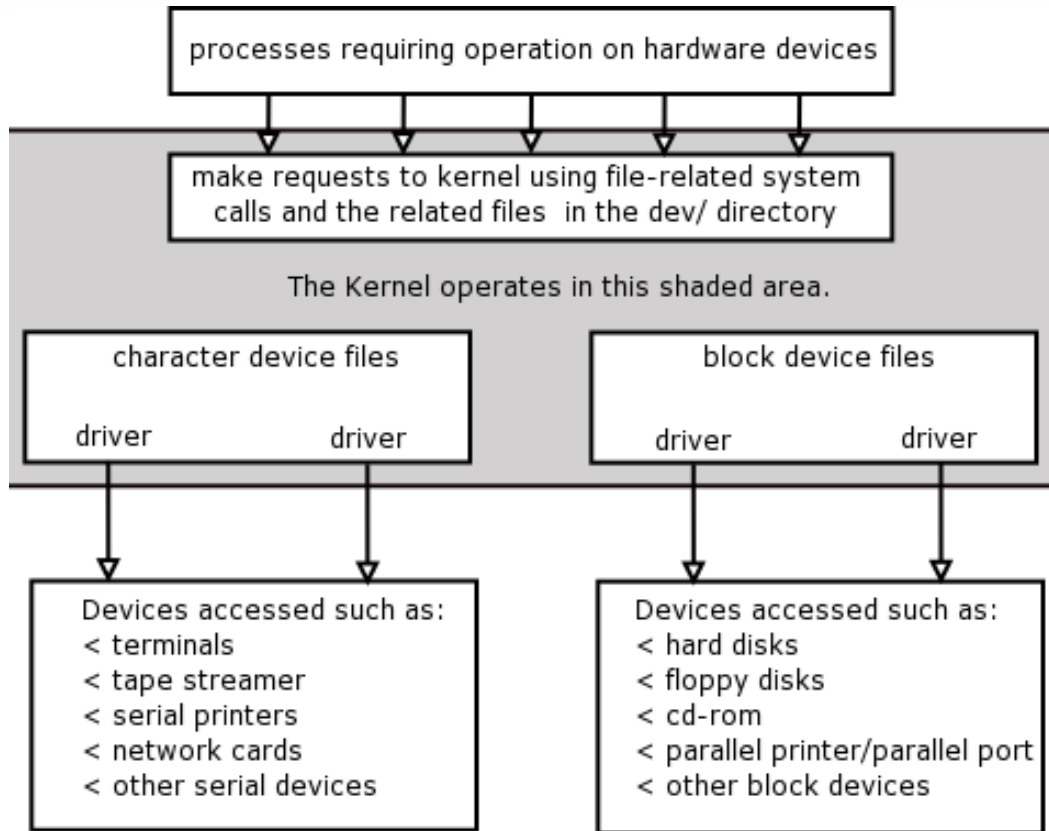 processes requiring operation on hardware devices
make requests to kernel using file-related system
calls and the related files in the dev/ directory
The Kernel operates in this shaded area.
character device files
driver
driver
block device files
driver
driver
Devices accessed such as:
< terminals
< tape streamer
< serial printers
< network cards
< other serial devices
Devices accessed such as:
< hard disks
< floppy disks
< cd-rom
< parallel printer/parallel port
< other block devices